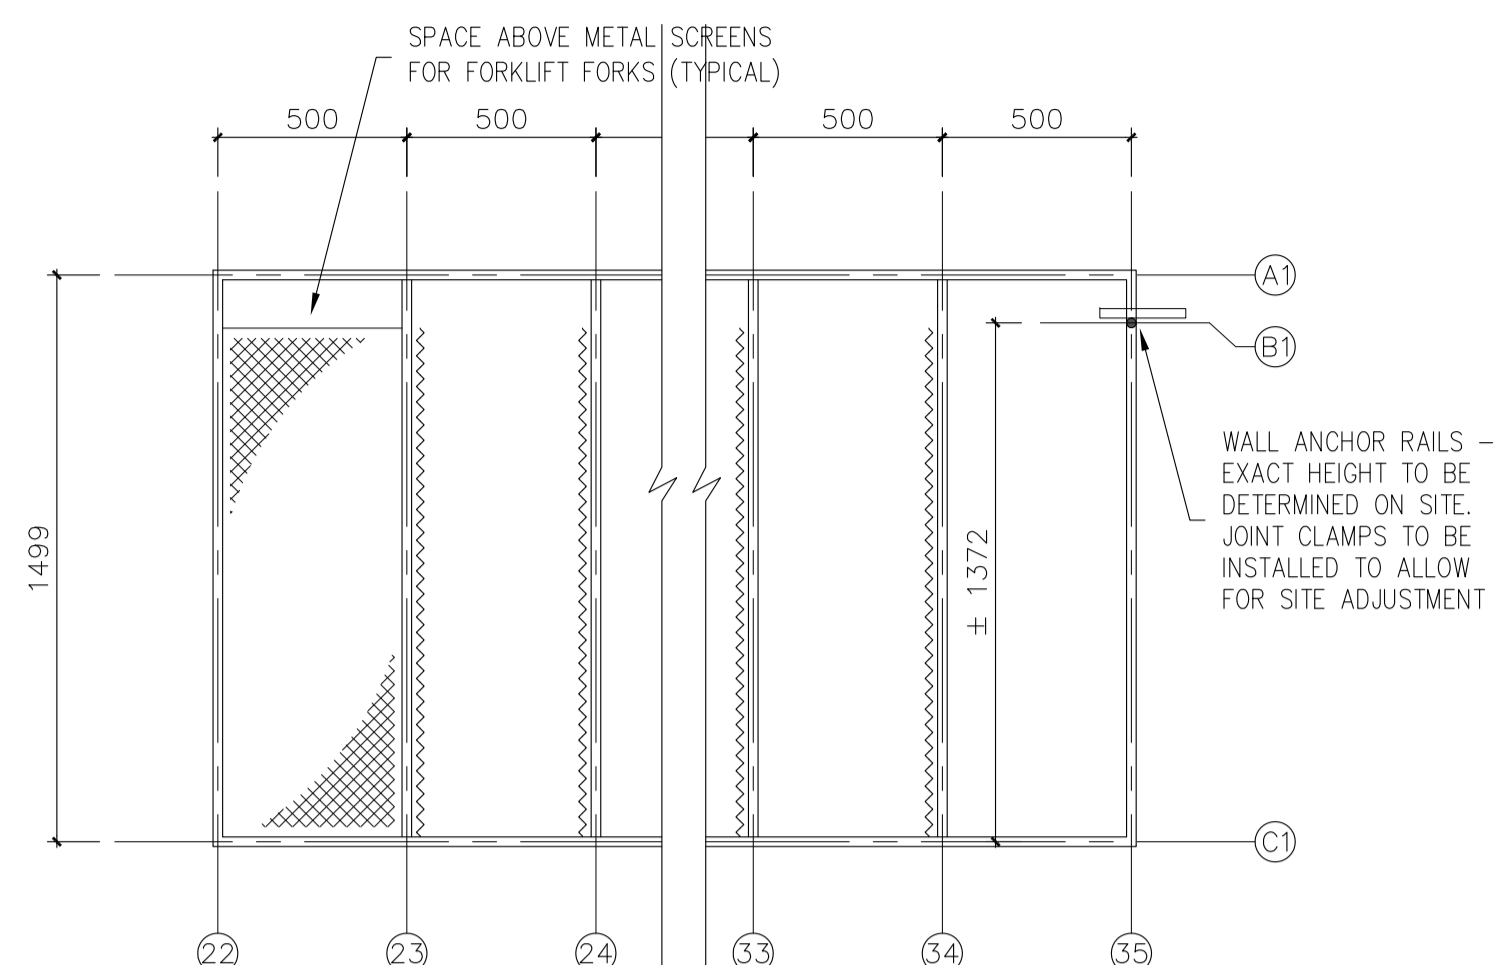 SPACE ABOVE METAL SCREENS
FOR FORKLIFT FORKS (TYPICAL)
500
500
500
500
A1
B1
WALL ANCHOR RAILS –
EXACT HEIGHT TO BE
DETERMINED ON SITE.
JOINT CLAMPS TO BE
INSTALLED TO ALLOW
FOR SITE ADJUSTMENT
1499
± 1372
C1
22
23
24
33
34
35